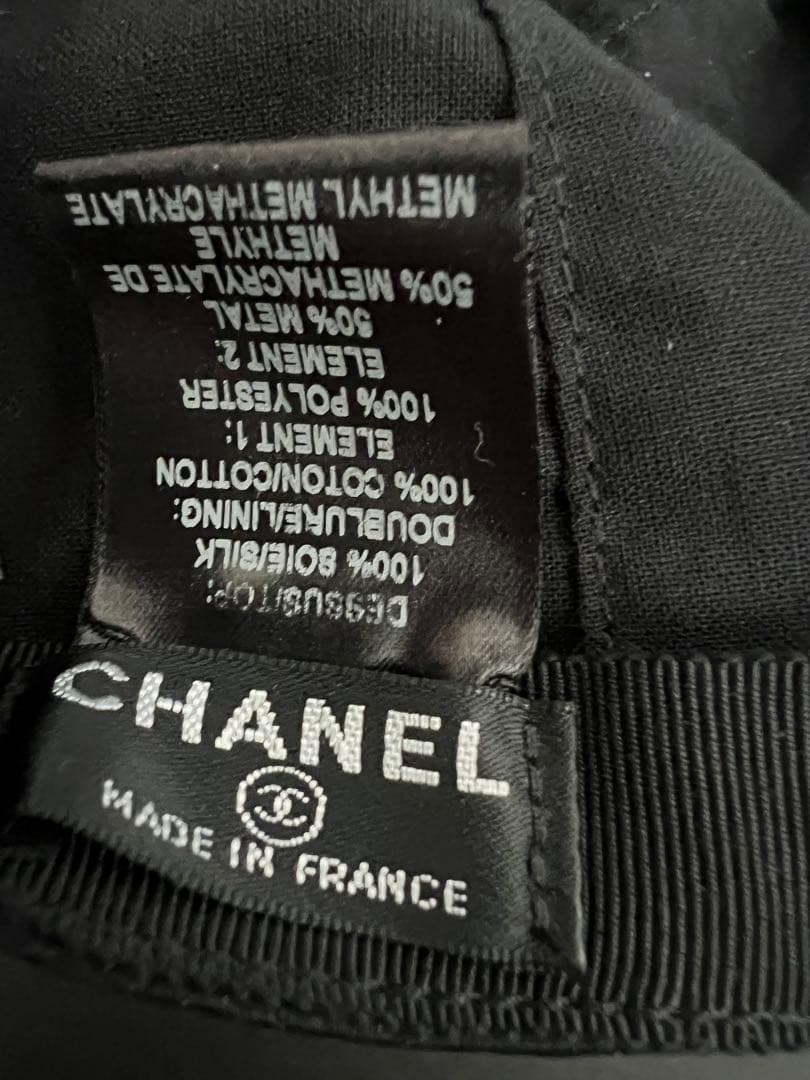 DESSUS/TOP:
100% SOIE/SILK
DOUBLURE/LINING:
100% COTON/COTTON
ELEMENT 1:
100% POLYESTER
ELEMENT 2:
50% METAL
50% METHACRYLATE DE
METHYLE
METHYL METHACRYLATE
CHANEL
MADE IN FRANCE